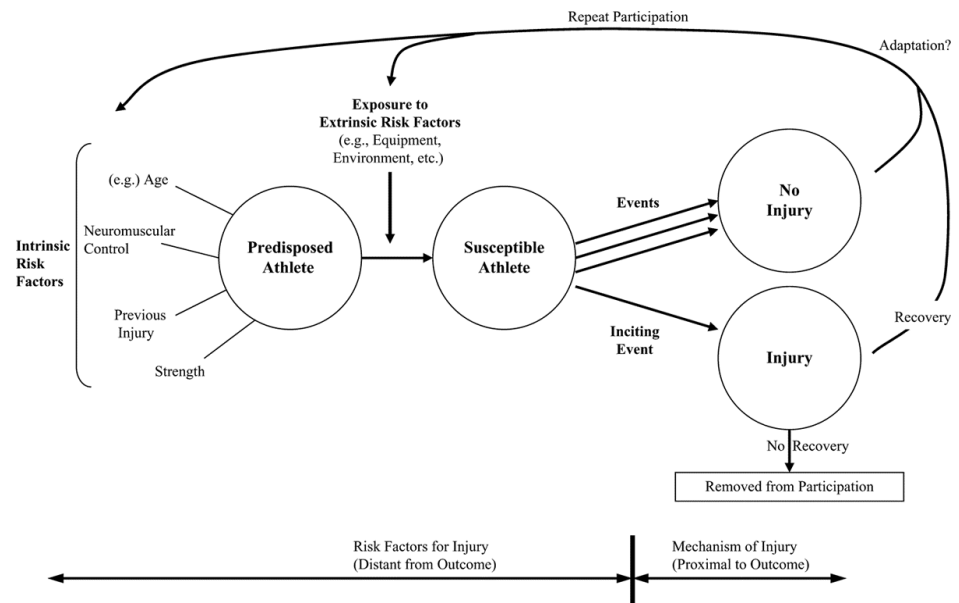 Repeat Participation
Adaptation?
Exposure to
Extrinsic Risk Factors
(e.g., Equipment,
Environment, etc.)
(e.g.) Age
Neuromuscular
Control
Intrinsic
Risk
Factors
Previous
Injury
Strength
Predisposed
Athlete
Susceptible
Athlete
Events
No
Injury
Inciting
Event
Injury
Recovery
No Recovery
Removed from Participation
Risk Factors for Injury
(Distant from Outcome)
Mechanism of Injury
(Proximal to Outcome)